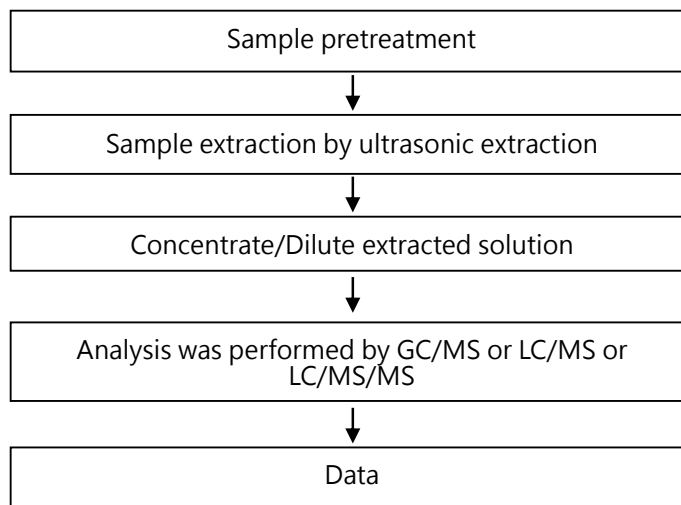 Sample pretreatment
Sample extraction by ultrasonic extraction
Concentrate/Dilute extracted solution
Analysis was performed by GC/MS or LC/MS or
LC/MS/MS
Data